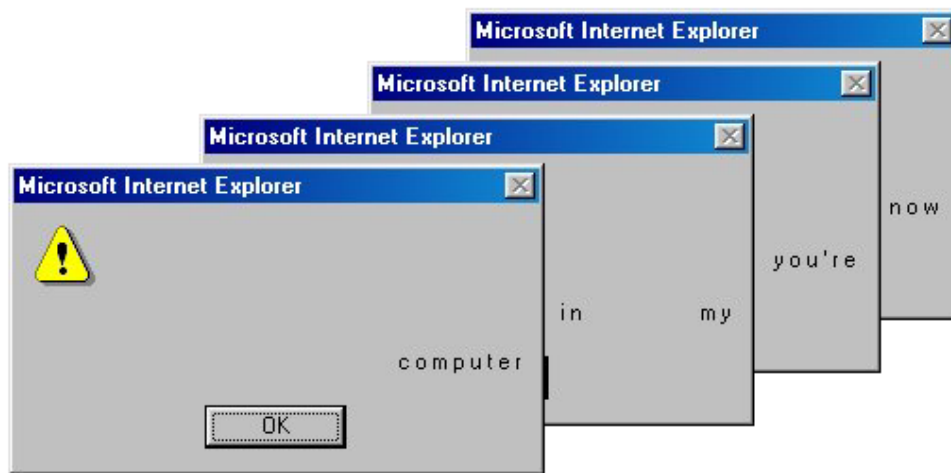 Microsoft Internet Explorer
Microsoft Internet Explorer
Microsoft Internet Explorer
Microsoft Internet Explorer
now
you're
in my
computer
OK